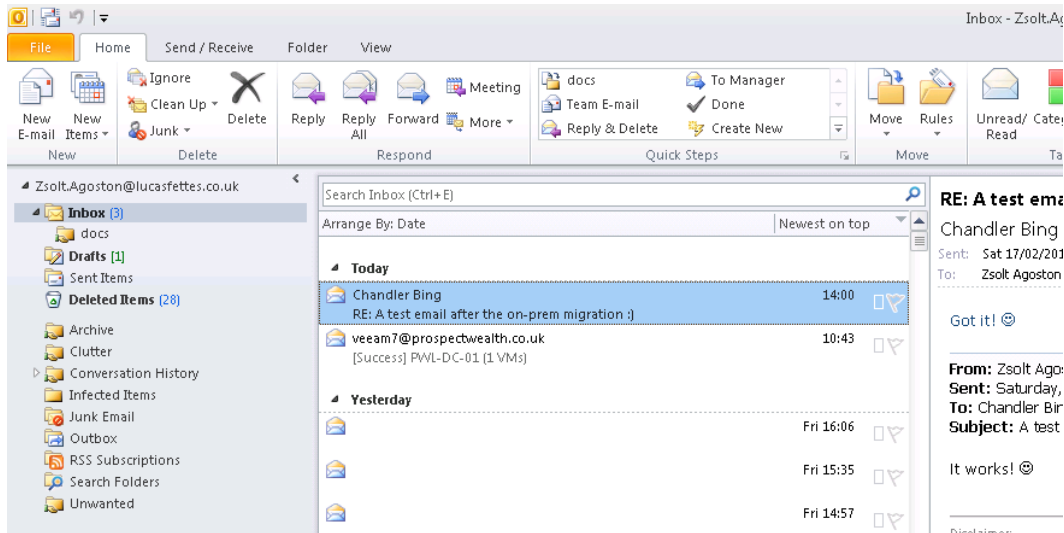 Inbox - Zsolt.Ag
File Home Send / Receive Folder View
New E-mail
New Items
Ignore
Clean Up
Junk
Delete
Reply
Reply All
Forward
Meeting
More
docs
Team E-mail
Reply & Delete
To Manager
Done
Create New
Move
Rules
Unread/ Read
Categ
New Delete Respond Quick Steps Move Ta
Zsolt.Agoston@lucasfettes.co.uk
Inbox (3)
docs
Drafts [1]
Sent Items
Deleted Items (28)
Archive
Clutter
Conversation History
Infected Items
Junk Email
Outbox
RSS Subscriptions
Search Folders
Unwanted
Search Inbox (Ctrl+E)
Arrange By: Date Newest on top
Today
Chandler Bing 14:00
RE: A test email after the on-prem migration :)
veeam7@prospectwealth.co.uk 10:43
[Success] PWL-DC-01 (1 VMs)
Yesterday
Fri 16:06
Fri 15:35
Fri 14:57
RE: A test ema
Chandler Bing
Sent: Sat 17/02/201
To: Zsolt Agoston
Got it! ☺
From: Zsolt Agos
Sent: Saturday,
To: Chandler Bin
Subject: A test
It works! ☺